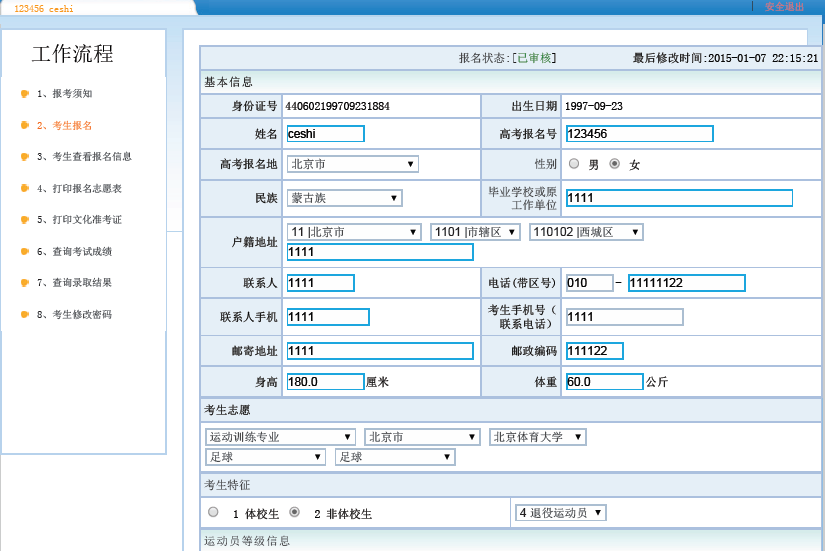 123456 ceshi
| 安全退出
工作流程
1、报考须知
2、考生报名
3、考生查看报名信息
4、打印报名志愿表
5、打印文化准考证
6、查询考试成绩
7、查询录取结果
8、考生修改密码
报名状态:[已审核] 最后修改时间:2015-01-07 22:15:21
基本信息
身份证号 440602199709231884 出生日期 1997-09-23
姓名 ceshi 高考报名号 123456
高考报名地 北京市 性别 男 女
民族 蒙古族 毕业学校或原工作单位 1111
户籍地址 11 |北京市 1101 |市辖区 110102 |西城区
1111
联系人 1111 电话(带区号) 010 - 11111122
联系人手机 1111 考生手机号（联系电话） 1111
邮寄地址 1111 邮政编码 111122
身高 180.0 厘米 体重 60.0 公斤
考生志愿
运动训练专业 北京市 北京体育大学
足球 足球
考生特征
1 体校生 2 非体校生 4 退役运动员
运动员等级信息